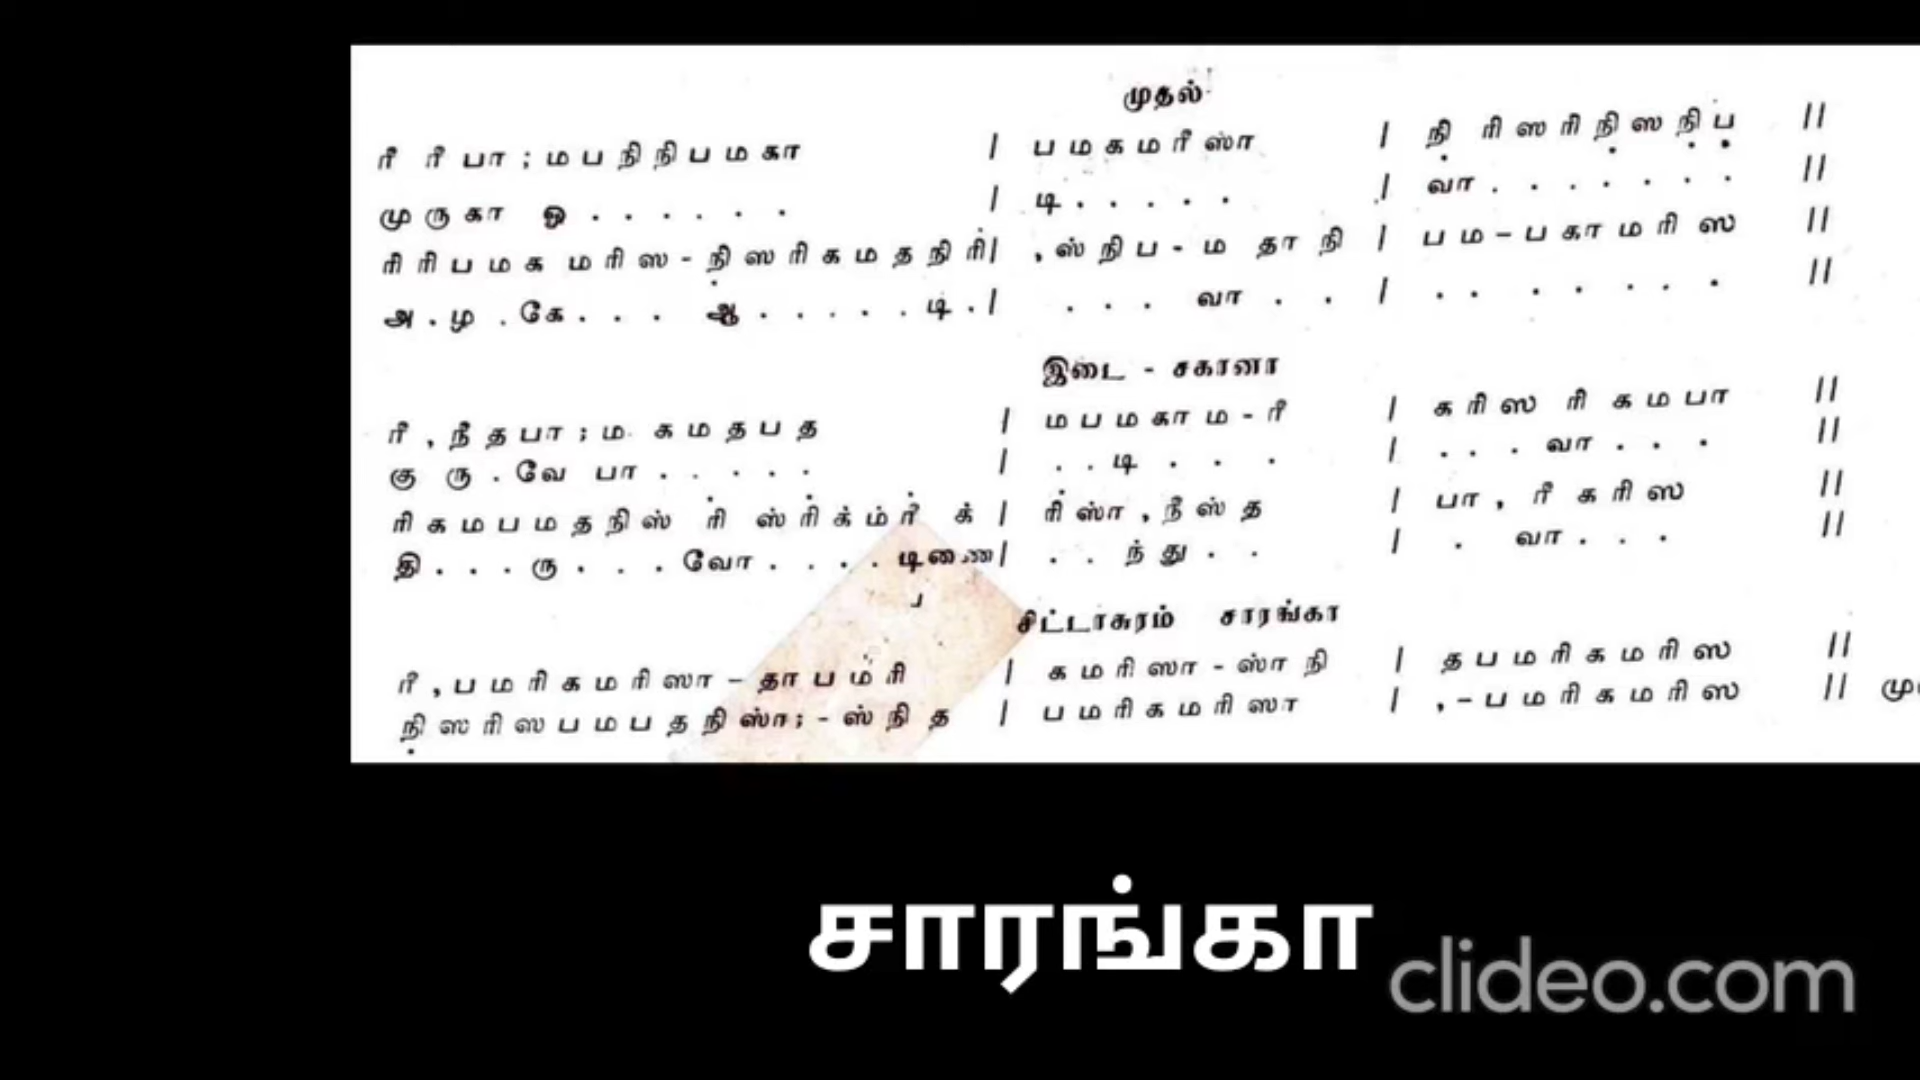 முதல்
ரீ ரீ பா ; ம ப நி நி ப ம கா | ப ம க ம ரீ ஸா | நி ரி ஸ ரி நி ஸ நி ப ||
மு ரு கா ஓ . . . . . . | டி . . . . . | வா . . . . . . . ||
ரி ரி ப ம க ம ரி ஸ - நி ஸ ரி க ம த நி ரி | , ஸ் நி ப - ம தா நி | ப ம – ப கா ம ரி ஸ ||
அ . ழ . கே . . . ஆ . . . . . டி . | . . . வா . . | . . . . . . . ||
இடை - சகானா
ரீ , நீ த பா ; ம க ம த ப த | ம ப ம கா ம - ரீ | க ரி ஸ ரி க ம பா ||
கு ரு . வே பா . . . . . | . . டி . . . | . . . வா . . . ||
ரி க ம ப ம த நி ஸ் ரி ஸ் ரி க் ம் ரீ க் | ரி ஸா , நீ ஸ் த | பா , ரீ க ரி ஸ ||
தி . . . ரு . . . வோ . . . . டி ணை | . . ந் து . . | . வா . . . ||
சிட்டாசுரம் சாரங்கா
ரீ , ப ம ரி க ம ரி ஸா – தா ப ம் ரி | க ம ரி ஸா - ஸ் நி | த ப ம ரி க ம ரி ஸ ||
நி ஸ ரி ஸ ப ம ப த நி ஸா ; - ஸ் நி த | ப ம ரி க ம ரி ஸா | , – ப ம ரி க ம ரி ஸ ||
சாரங்கா
clideo.com